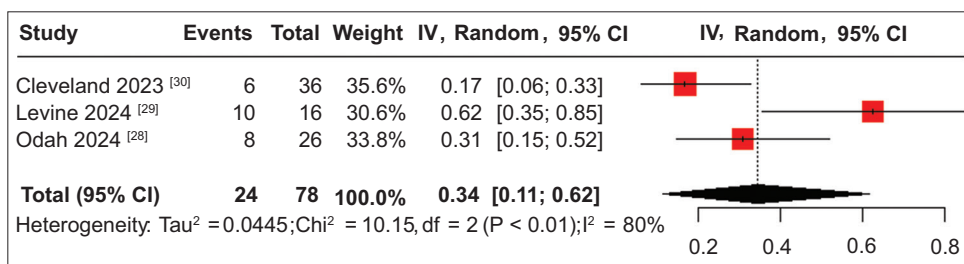 Study Events Total Weight IV, Random, 95% CI IV, Random, 95% CI
Cleveland 2023 [30] 6 36 35.6% 0.17 [0.06; 0.33]
Levine 2024 [29] 10 16 30.6% 0.62 [0.35; 0.85]
Odah 2024 [28] 8 26 33.8% 0.31 [0.15; 0.52]
Total (95% CI) 24 78 100.0% 0.34 [0.11; 0.62]
Heterogeneity: Tau² = 0.0445; Chi² = 10.15, df = 2 (P < 0.01); I² = 80%
0.2 0.4 0.6 0.8